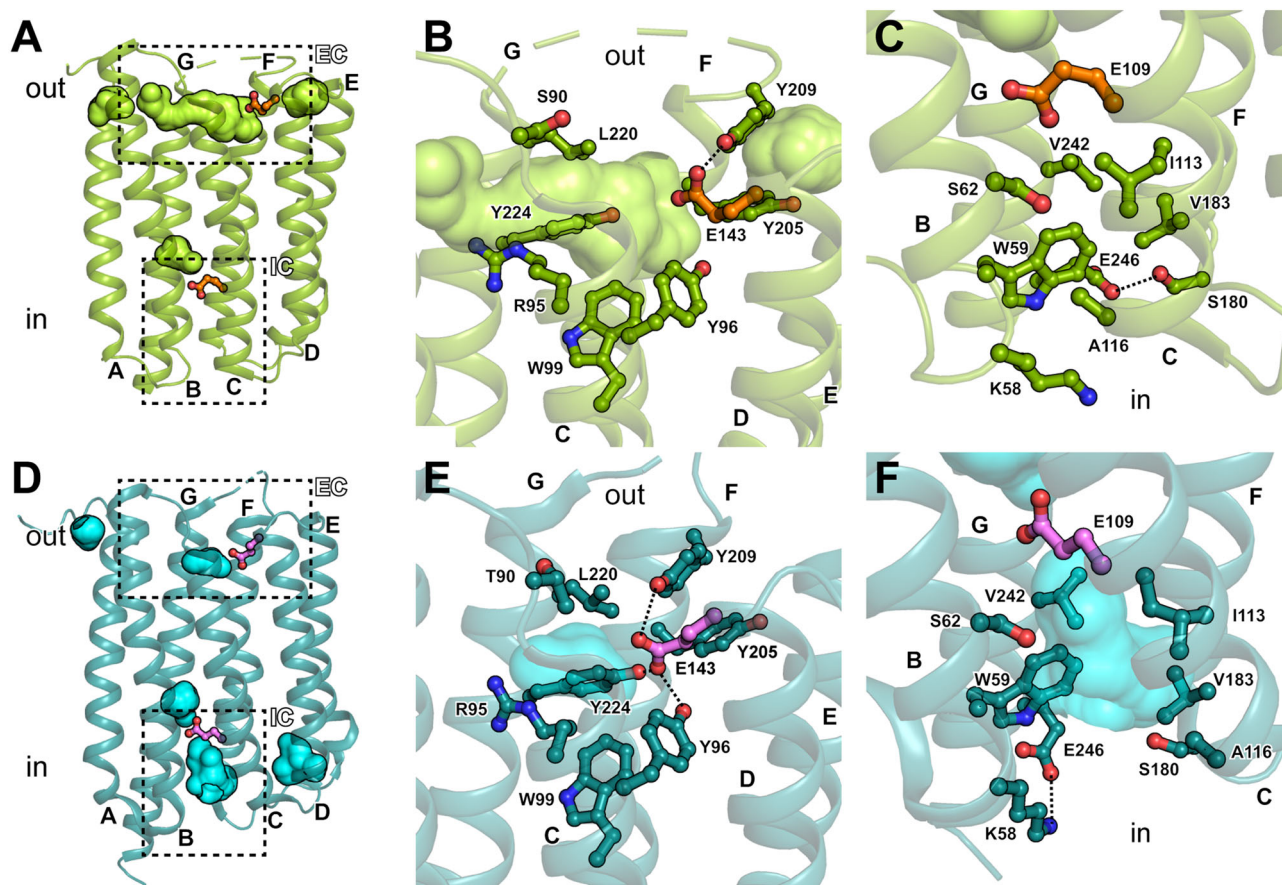 A
G
F
EC
E
out
in
IC
A
B
C
D
B
G
out
F
S90
L220
Y209
Y224
E143
Y205
R95
Y96
W99
C
D
E
C
E109
G
F
V242
I113
S62
V183
B
W59
E246
S180
A116
C
K58
in
D
G
F
EC
E
out
in
IC
A
B
C
D
E
G
out
F
T90
L220
Y209
E143
Y205
R95
Y224
E
Y96
W99
D
C
F
E109
G
F
V242
I113
S62
B
W59
V183
E246
S180
A116
C
K58
in